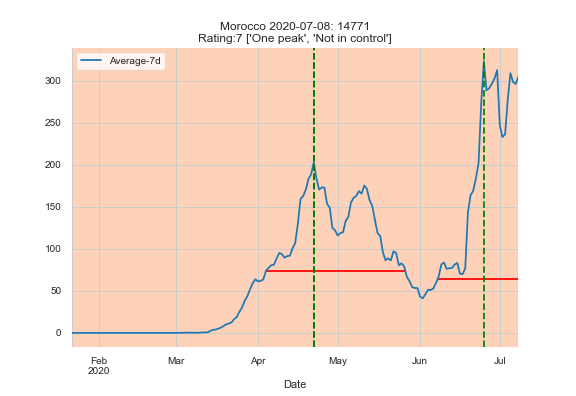 Morocco 2020-07-08: 14771
Rating:7 ['One peak', 'Not in control']
Average-7d
300
250
200
150
100
50
0
Feb
2020
Mar
Apr
May
Jun
Jul
Date